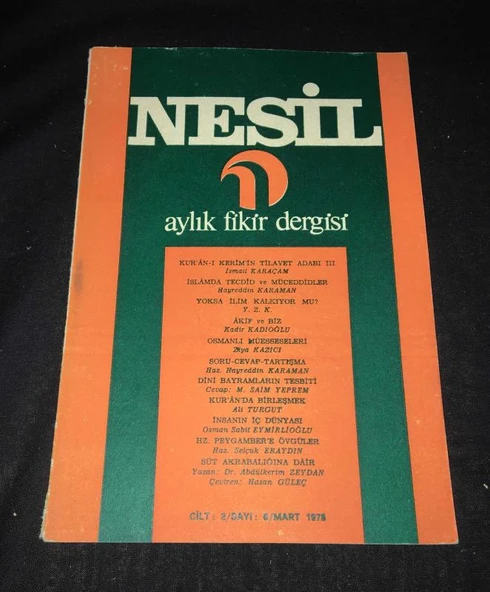 NESİL
aylık fikir dergisi
KUR'ÂN-I KERİM'İN TİLAVET ADABI III
İsmail KARAÇAM
İSLÂMDA TECDİD ve MÜCEDDİDLER
Hayreddin KARAMAN
YOKSA İLİM KALKIYOR MU?
Y. Z. K.
ÂKİF ve BİZ
Kadir KADIOĞLU
OSMANLI MÜESSESELERİ
Ziya KAZICI
SORU-CEVAP-TARTIŞMA
Haz. Hayreddin KARAMAN
DİNİ BAYRAMLARIN TESBİTİ
Cevap: M. SAİM YEPREM
KUR'ÂN'DA BİRLEŞMEK
Ali TURGUT
İNSANIN İÇ DÜNYASI
Osman Sabit EYMİRLİOĞLU
HZ. PEYGAMBER'E ÖVGÜLER
Haz. Selçuk ERAYDIN
SÜT AKRABALIĞINA DÂİR
Yazan: Dr. Abdülkerim ZEYDAN
Çeviren: Hasan GÜLEÇ
CİLT: 2/SAYI: 6/MART 1978